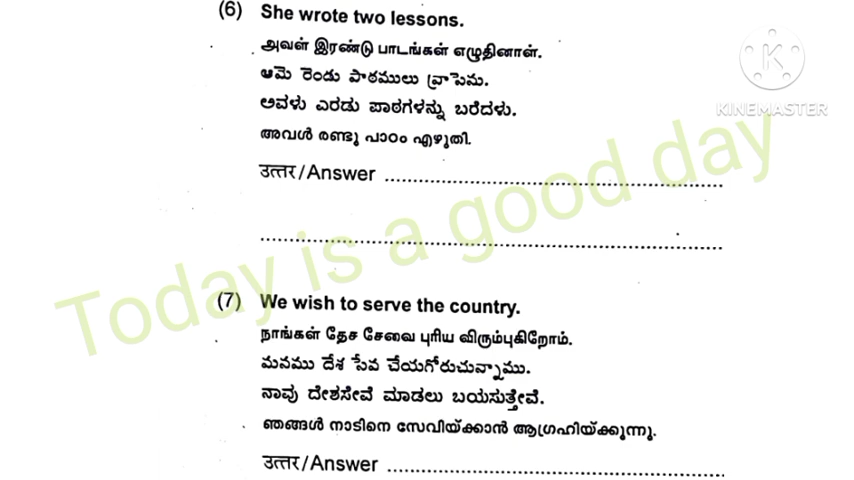 (6) She wrote two lessons.
அவள் இரண்டு பாடங்கள் எழுதினாள்.
ఆమె రెండు పాఠములు వ్రాసెను.
ಅವಳು ಎರಡು ಪಾಠಗಳನ್ನು ಬರೆದಳು.
അവൾ രണ്ടു പാഠം എഴുതി.
उत्तर/Answer ................................................................
................................................................
(7) We wish to serve the country.
நாங்கள் தேச சேவை புரிய விரும்புகிறோம்.
మనము దేశ సేవ చేయగోరుచున్నాము.
ನಾವು ದೇಶಸೇವೆ ಮಾಡಲು ಬಯಸುತ್ತೇವೆ.
ഞങ്ങൾ നാടിനെ സേവിയ്ക്കാൻ ആഗ്രഹിയ്ക്കുന്നു.
उत्तर/Answer ................................................................
Today is a good day
KINEMASTER